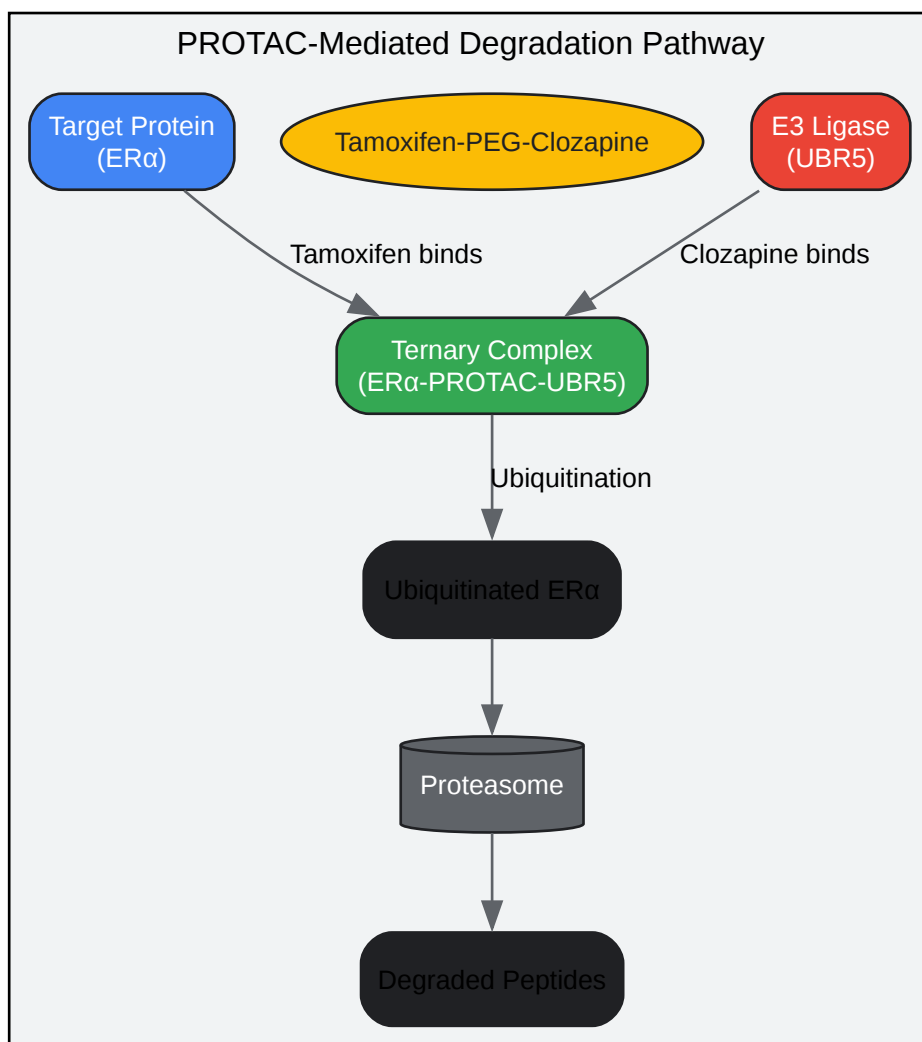 PROTAC-Mediated Degradation Pathway
Target Protein
(ERα)
Tamoxifen-PEG-Clozapine
E3 Ligase
(UBR5)
Tamoxifen binds
Clozapine binds
Ternary Complex
(ERα-PROTAC-UBR5)
Ubiquitination
Ubiquitinated ERα
Proteasome
Degraded Peptides